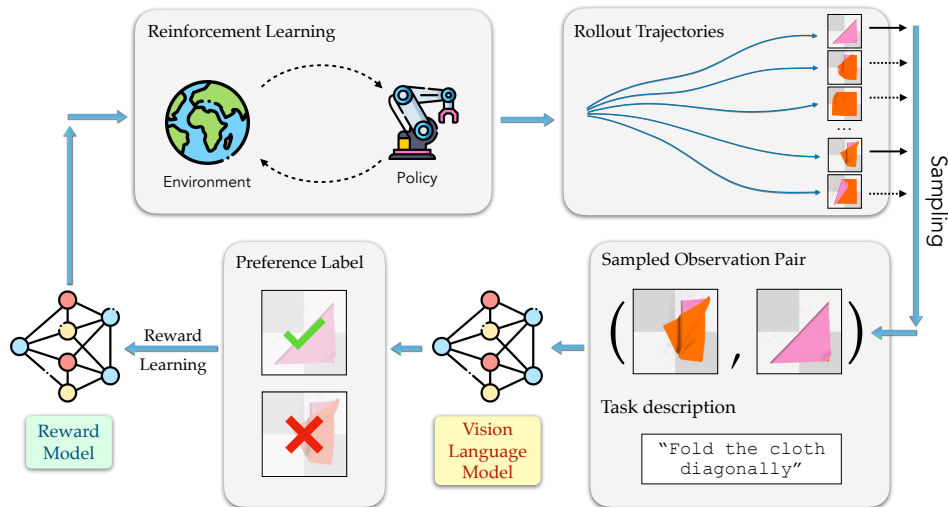 Reinforcement Learning
Environment
Policy
Rollout Trajectories
...
Sampling
Sampled Observation Pair
( , )
Task description
“Fold the cloth
diagonally”
Vision
Language
Model
Preference Label
Reward
Learning
Reward
Model